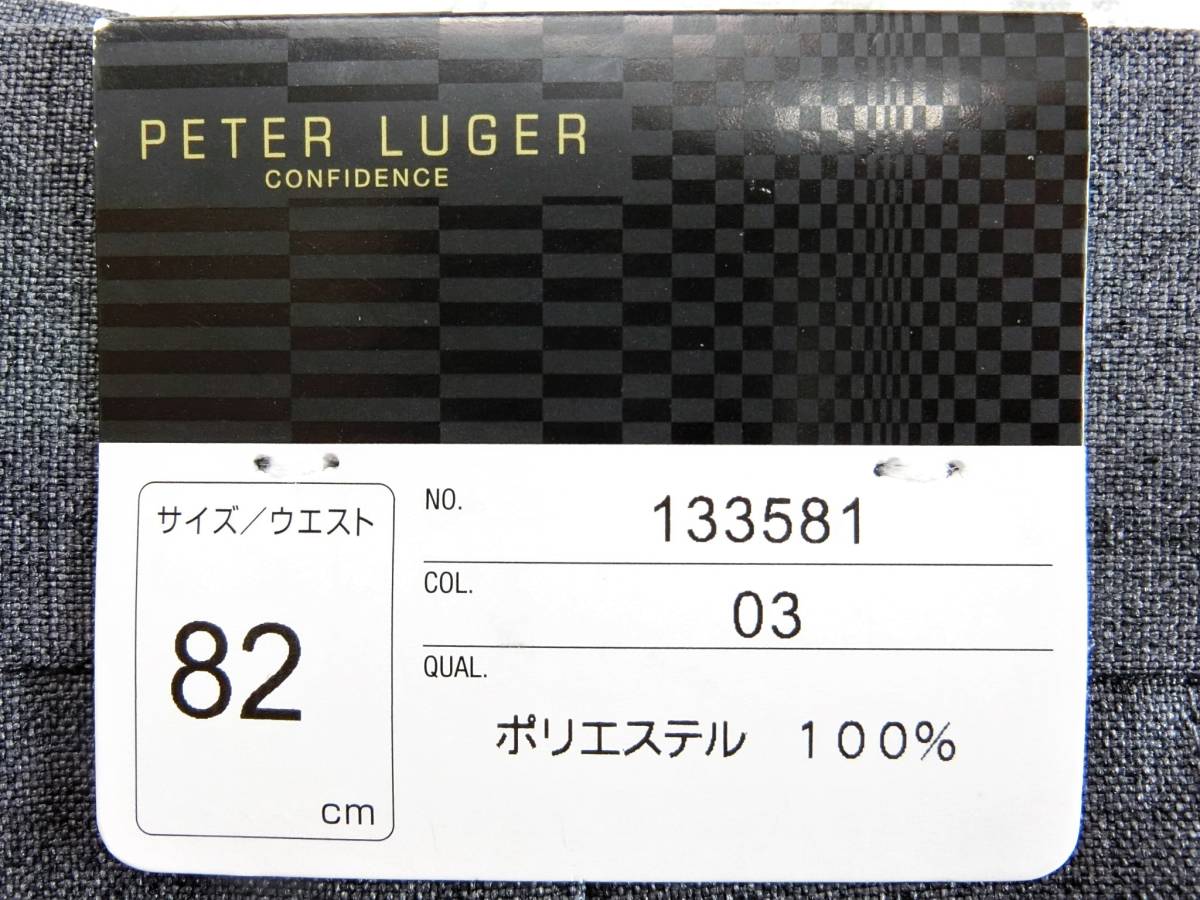 PETER LUGER
CONFIDENCE
サイズ／ウエスト
82
cm
NO.
133581
COL.
03
QUAL.
ポリエステル　１００％